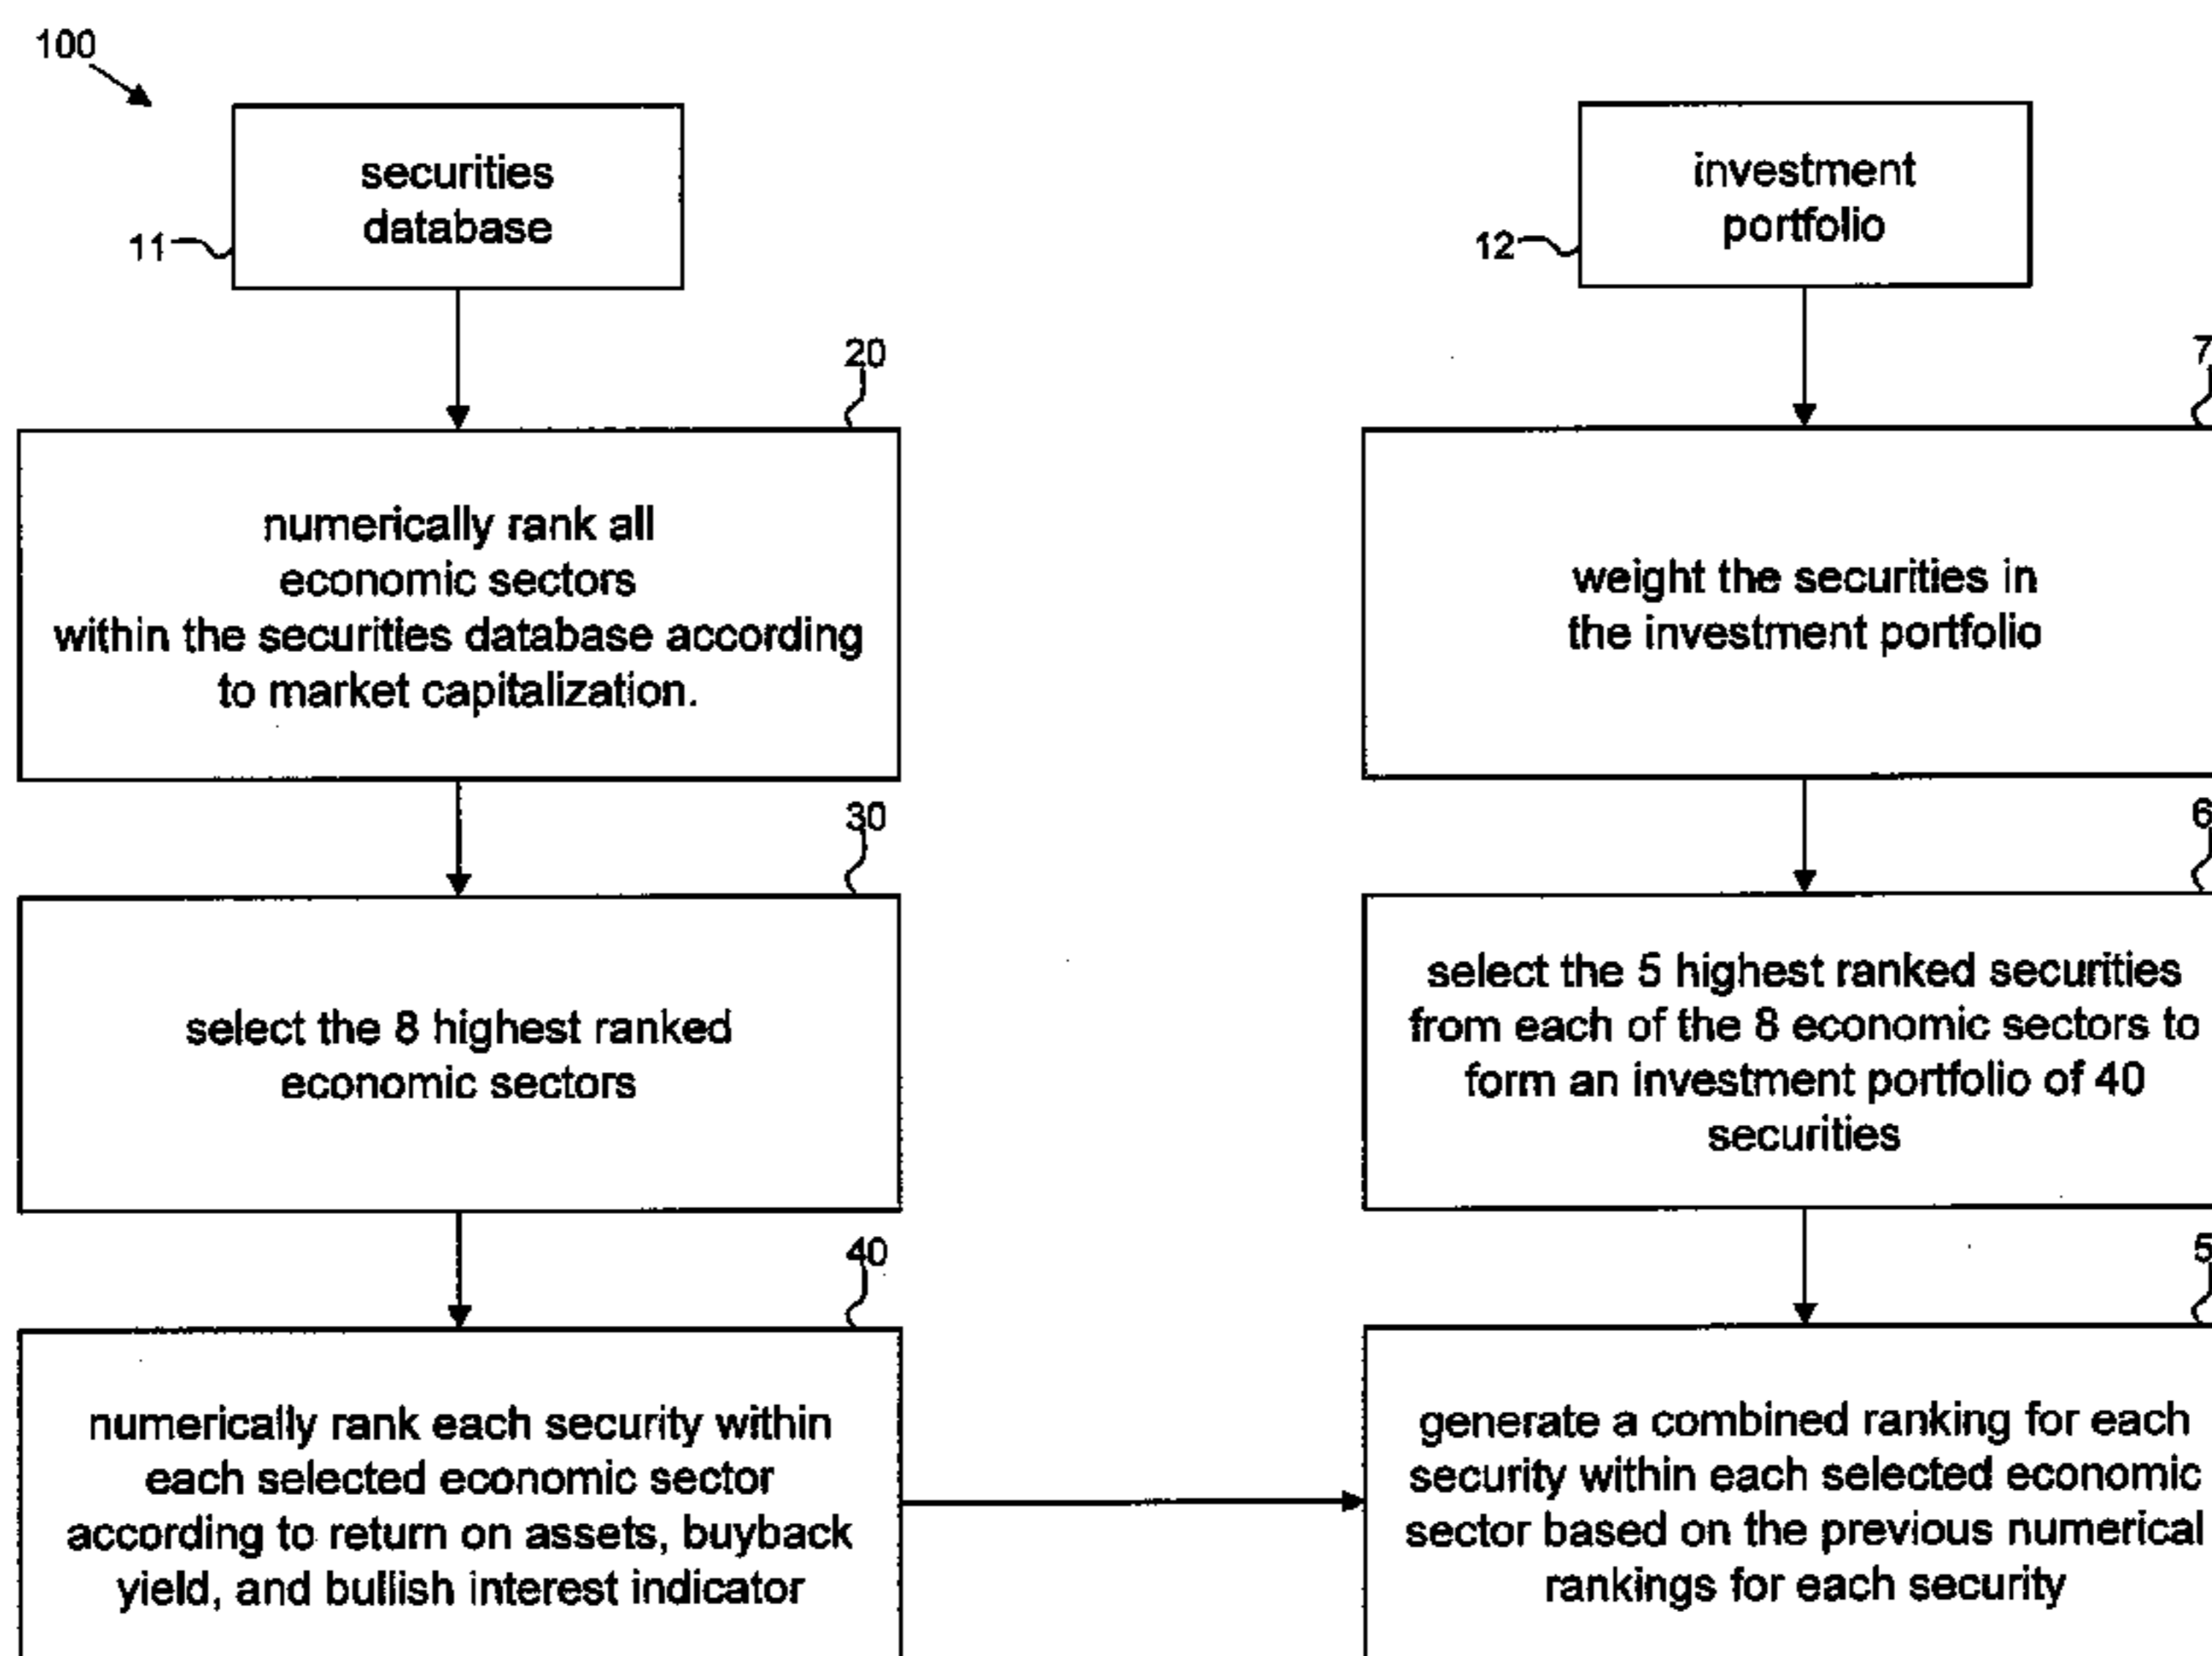 100
securities
database
11
20
numerically rank all
economic sectors
within the securities database according
to market capitalization.
30
select the 8 highest ranked
economic sectors
40
numerically rank each security within
each selected economic sector
according to return on assets, buyback
yield, and bullish interest indicator
investment
portfolio
12
7
weight the securities in
the investment portfolio
6
select the 5 highest ranked securities
from each of the 8 economic sectors to
form an investment portfolio of 40
securities
5
generate a combined ranking for each
security within each selected economic
sector based on the previous numerical
rankings for each security